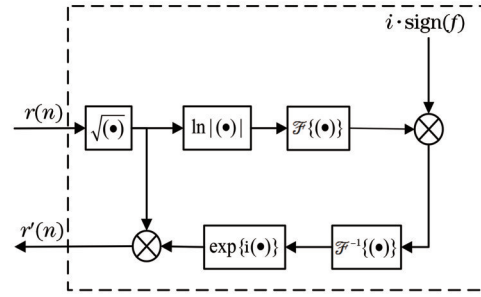 i·sign(f)
r(n)
√(•)
ln|(•)|
ℱ{(•)}
r′(n)
exp{i(•)}
ℱ⁻¹{(•)}